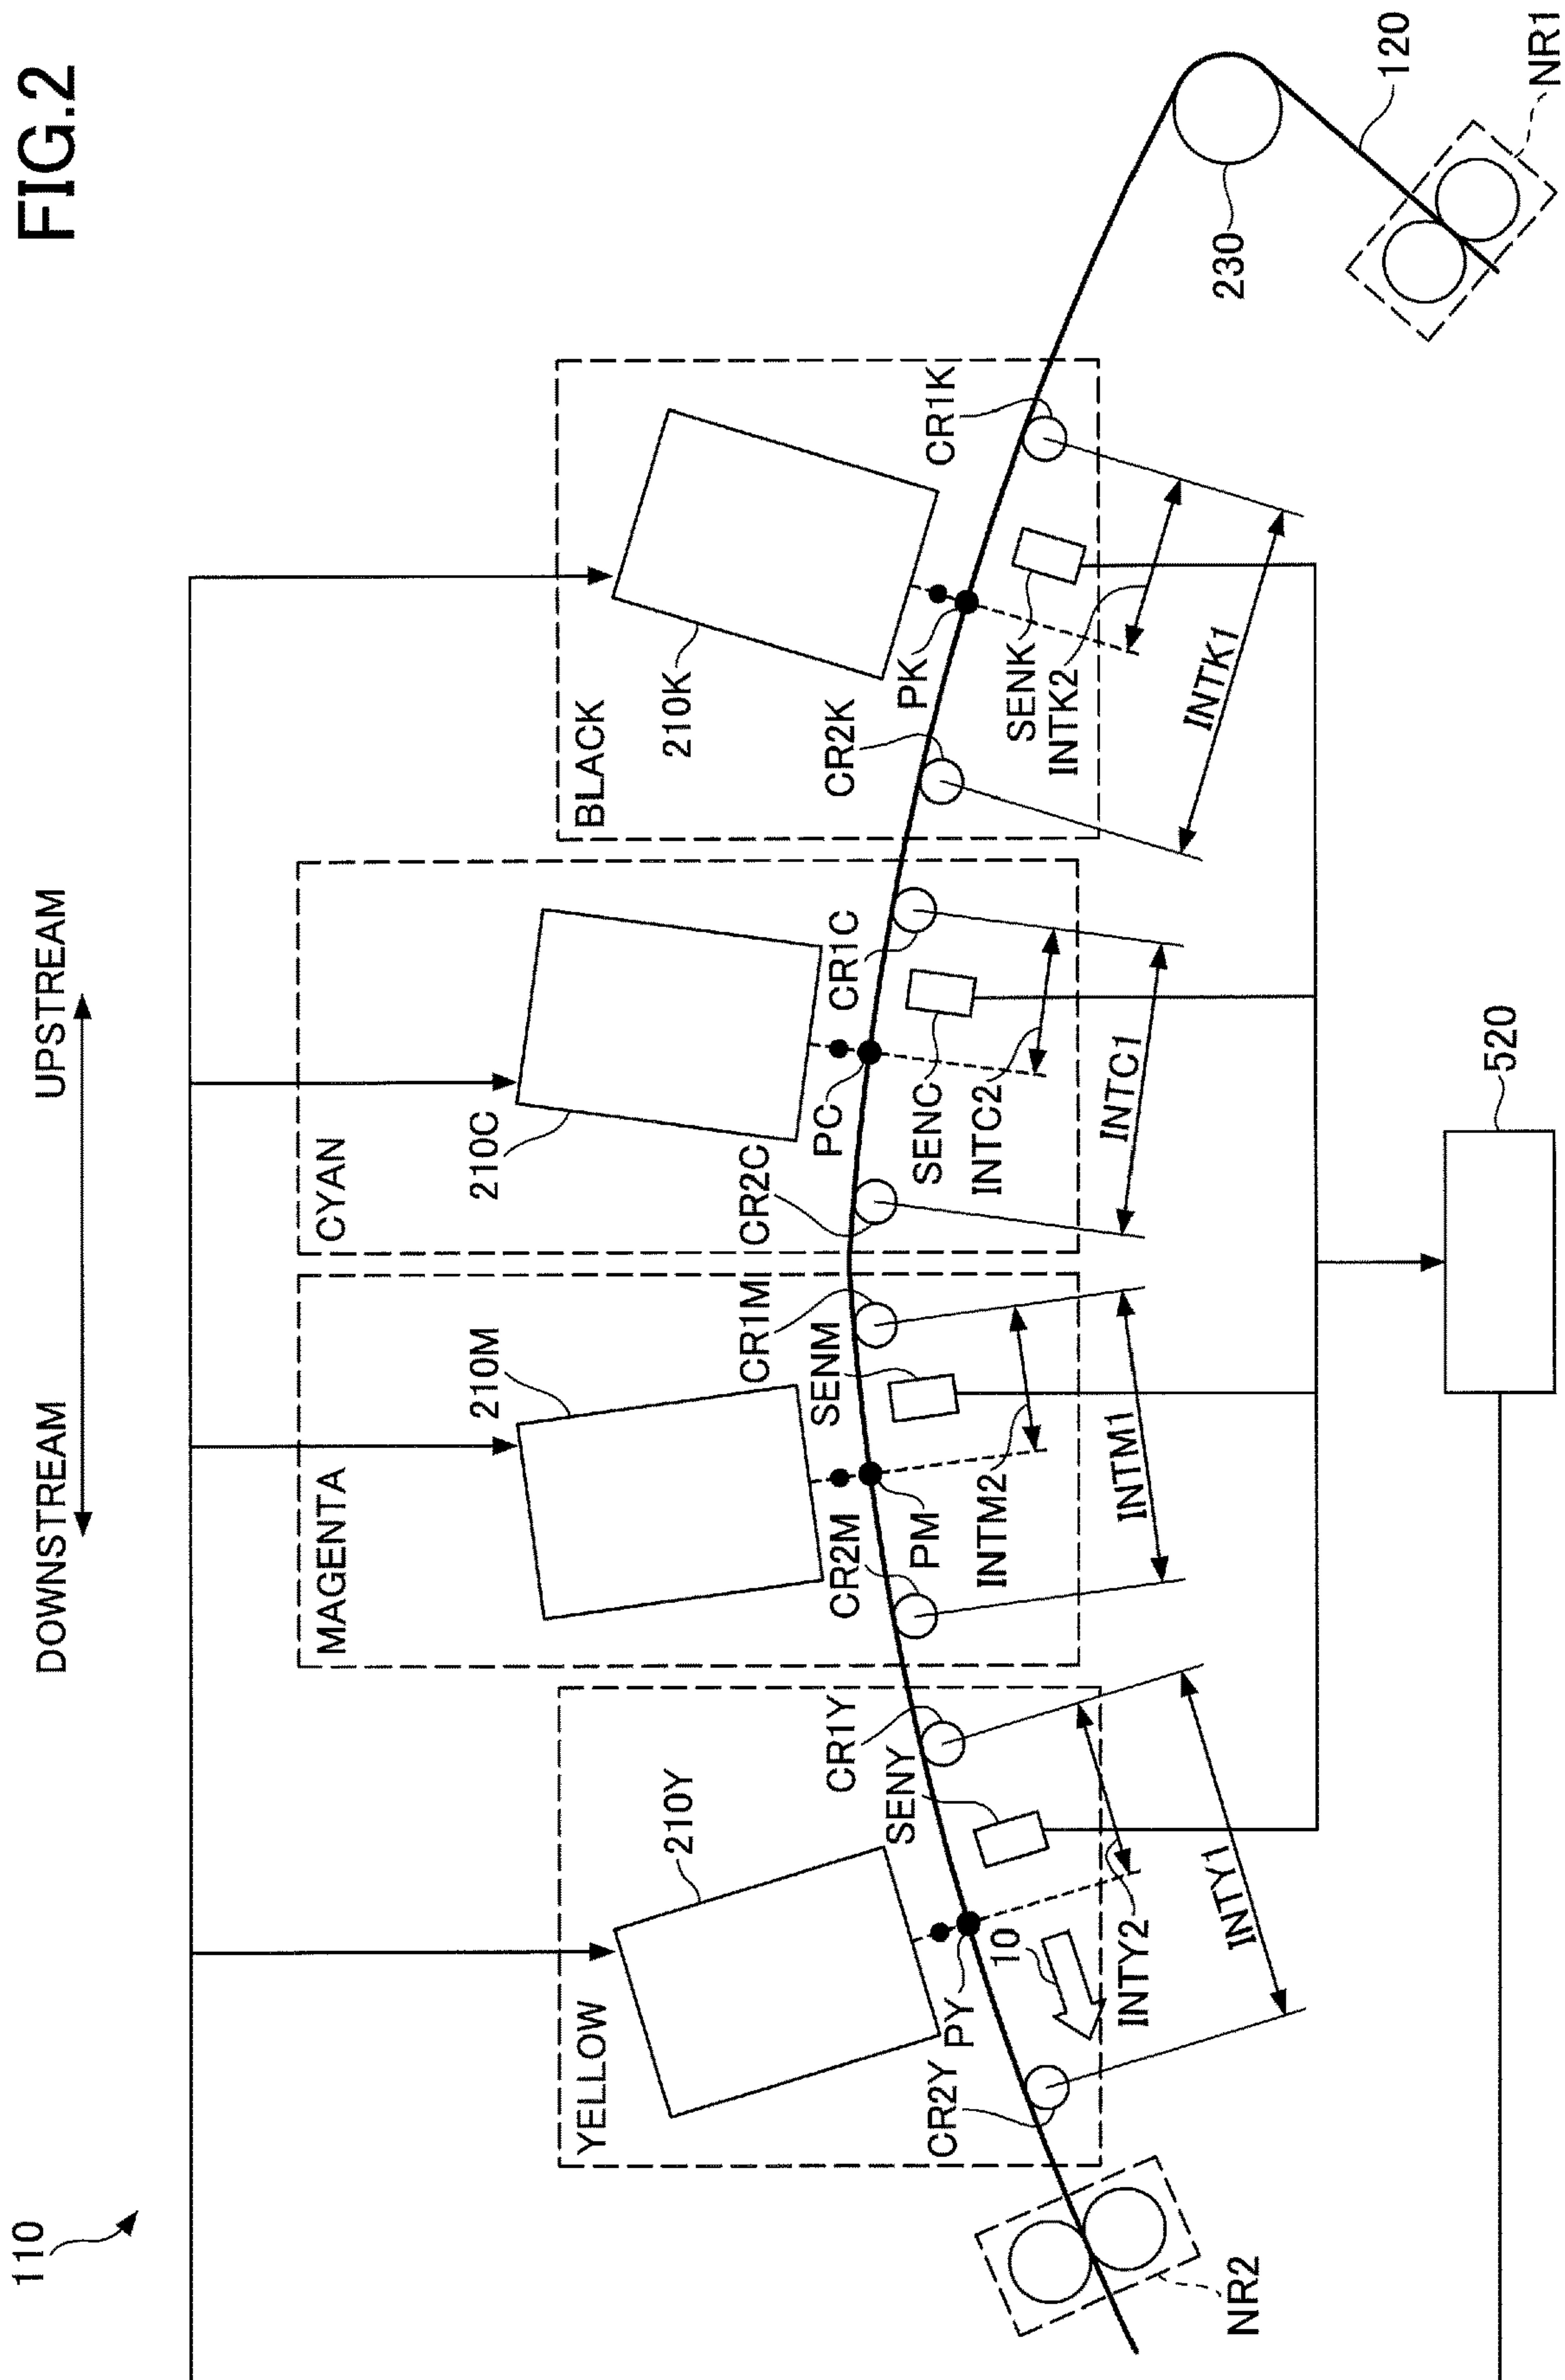 FIG.2
110
DOWNSTREAM
UPSTREAM
YELLOW
210Y
CR2Y
PY
10
SENY
CR1Y
INTY2
INTY1
NR2
MAGENTA
210M
CR2M
PM
SENM
CR1M
INTM2
INTM1
CYAN
210C
CR2C
PC
SENC
CR1C
INTC2
INTC1
BLACK
210K
CR2K
PK
SENK
CR1K
INTK2
INTK1
230
120
NR1
520